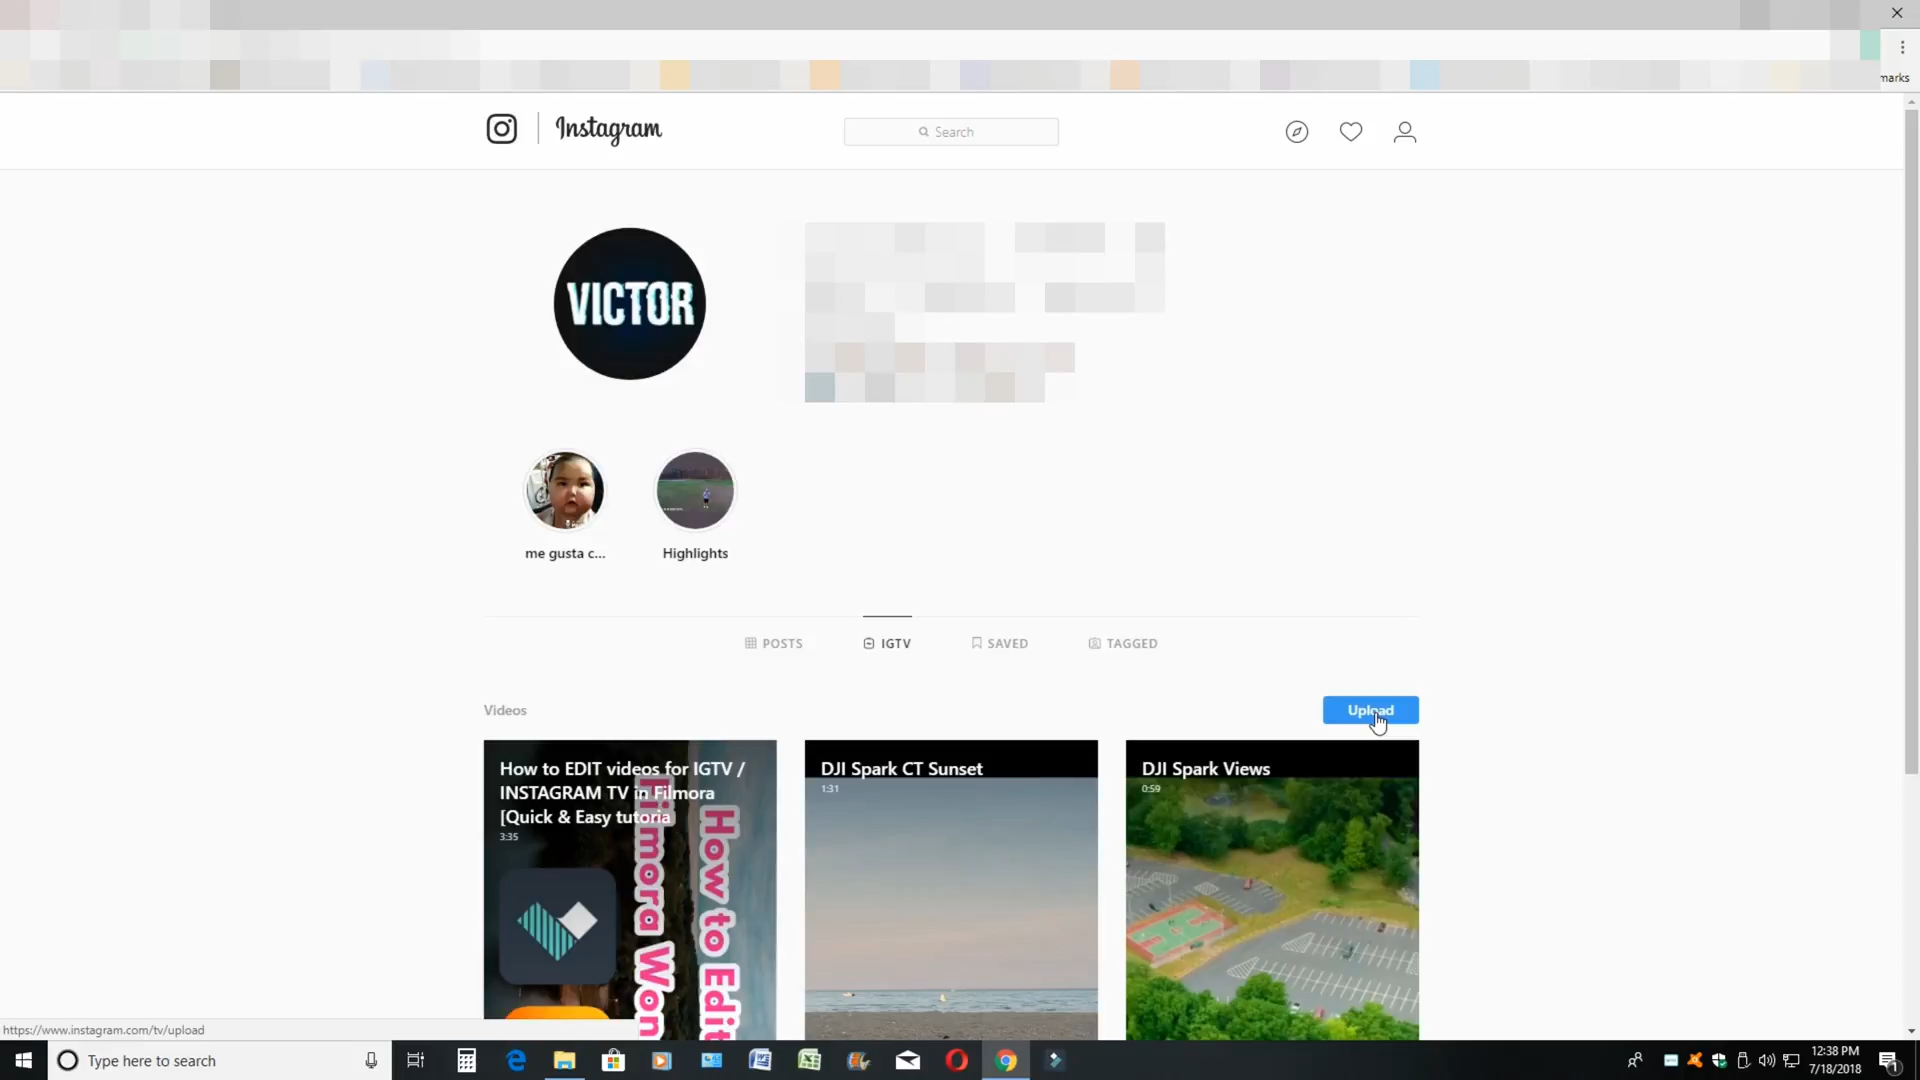 marks
Instagram
Search
VICTOR
me gusta c...
Highlights
POSTS
IGTV
SAVED
TAGGED
Videos
Upload
How to EDIT videos for IGTV /
INSTAGRAM TV in Filmora
[Quick & Easy tutoria
3:35
How to Edit
Filmora Won
DJI Spark CT Sunset
1:31
DJI Spark Views
0:59
https://www.instagram.com/tv/upload
Type here to search
12:38 PM
7/18/2018
1